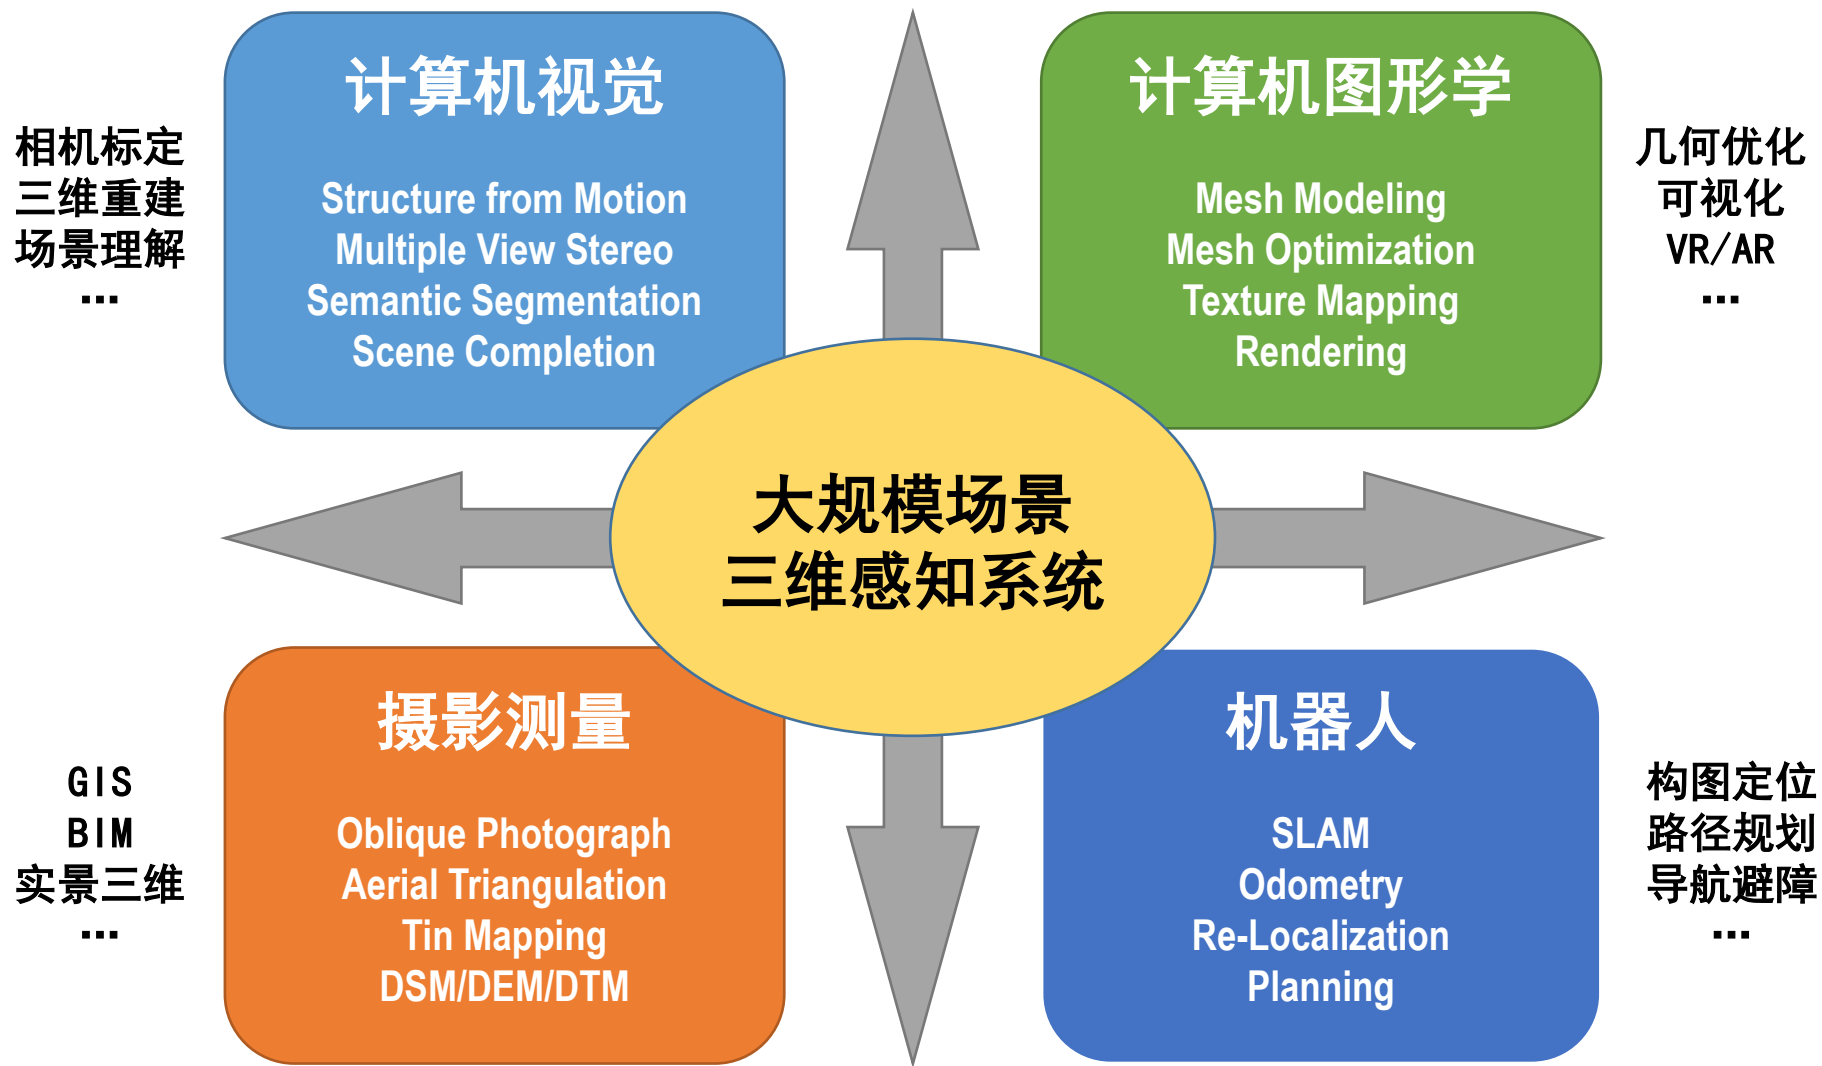 计算机视觉
Structure from Motion
Multiple View Stereo
Semantic Segmentation
Scene Completion
相机标定
三维重建
场景理解
...
计算机图形学
Mesh Modeling
Mesh Optimization
Texture Mapping
Rendering
几何优化
可视化
VR/AR
...
大规模场景
三维感知系统
摄影测量
Oblique Photograph
Aerial Triangulation
Tin Mapping
DSM/DEM/DTM
GIS
BIM
实景三维
...
机器人
SLAM
Odometry
Re-Localization
Planning
构图定位
路径规划
导航避障
...